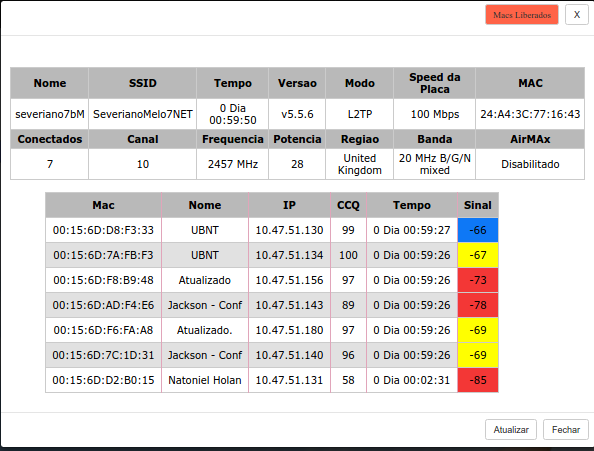 Macs Liberados X
Nome SSID Tempo Versao Modo Speed da Placa MAC
severiano7bM SeverianoMelo7NET 0 Dia 00:59:50 v5.5.6 L2TP 100 Mbps 24:A4:3C:77:16:43
Conectados Canal Frequencia Potencia Regiao Banda AirMAx
7 10 2457 MHz 28 United Kingdom 20 MHz B/G/N mixed Disabilitado
Mac Nome IP CCQ Tempo Sinal
00:15:6D:D8:F3:33 UBNT 10.47.51.130 99 0 Dia 00:59:27 -66
00:15:6D:7A:FB:F3 UBNT 10.47.51.134 100 0 Dia 00:59:26 -67
00:15:6D:F8:B9:48 Atualizado 10.47.51.156 97 0 Dia 00:59:26 -73
00:15:6D:AD:F4:E6 Jackson - Conf 10.47.51.143 89 0 Dia 00:59:26 -78
00:15:6D:F6:FA:A8 Atualizado. 10.47.51.180 97 0 Dia 00:59:26 -69
00:15:6D:7C:1D:31 Jackson - Conf 10.47.51.140 96 0 Dia 00:59:26 -69
00:15:6D:D2:B0:15 Natoniel Holan 10.47.51.131 58 0 Dia 00:02:31 -85
Atualizar Fechar